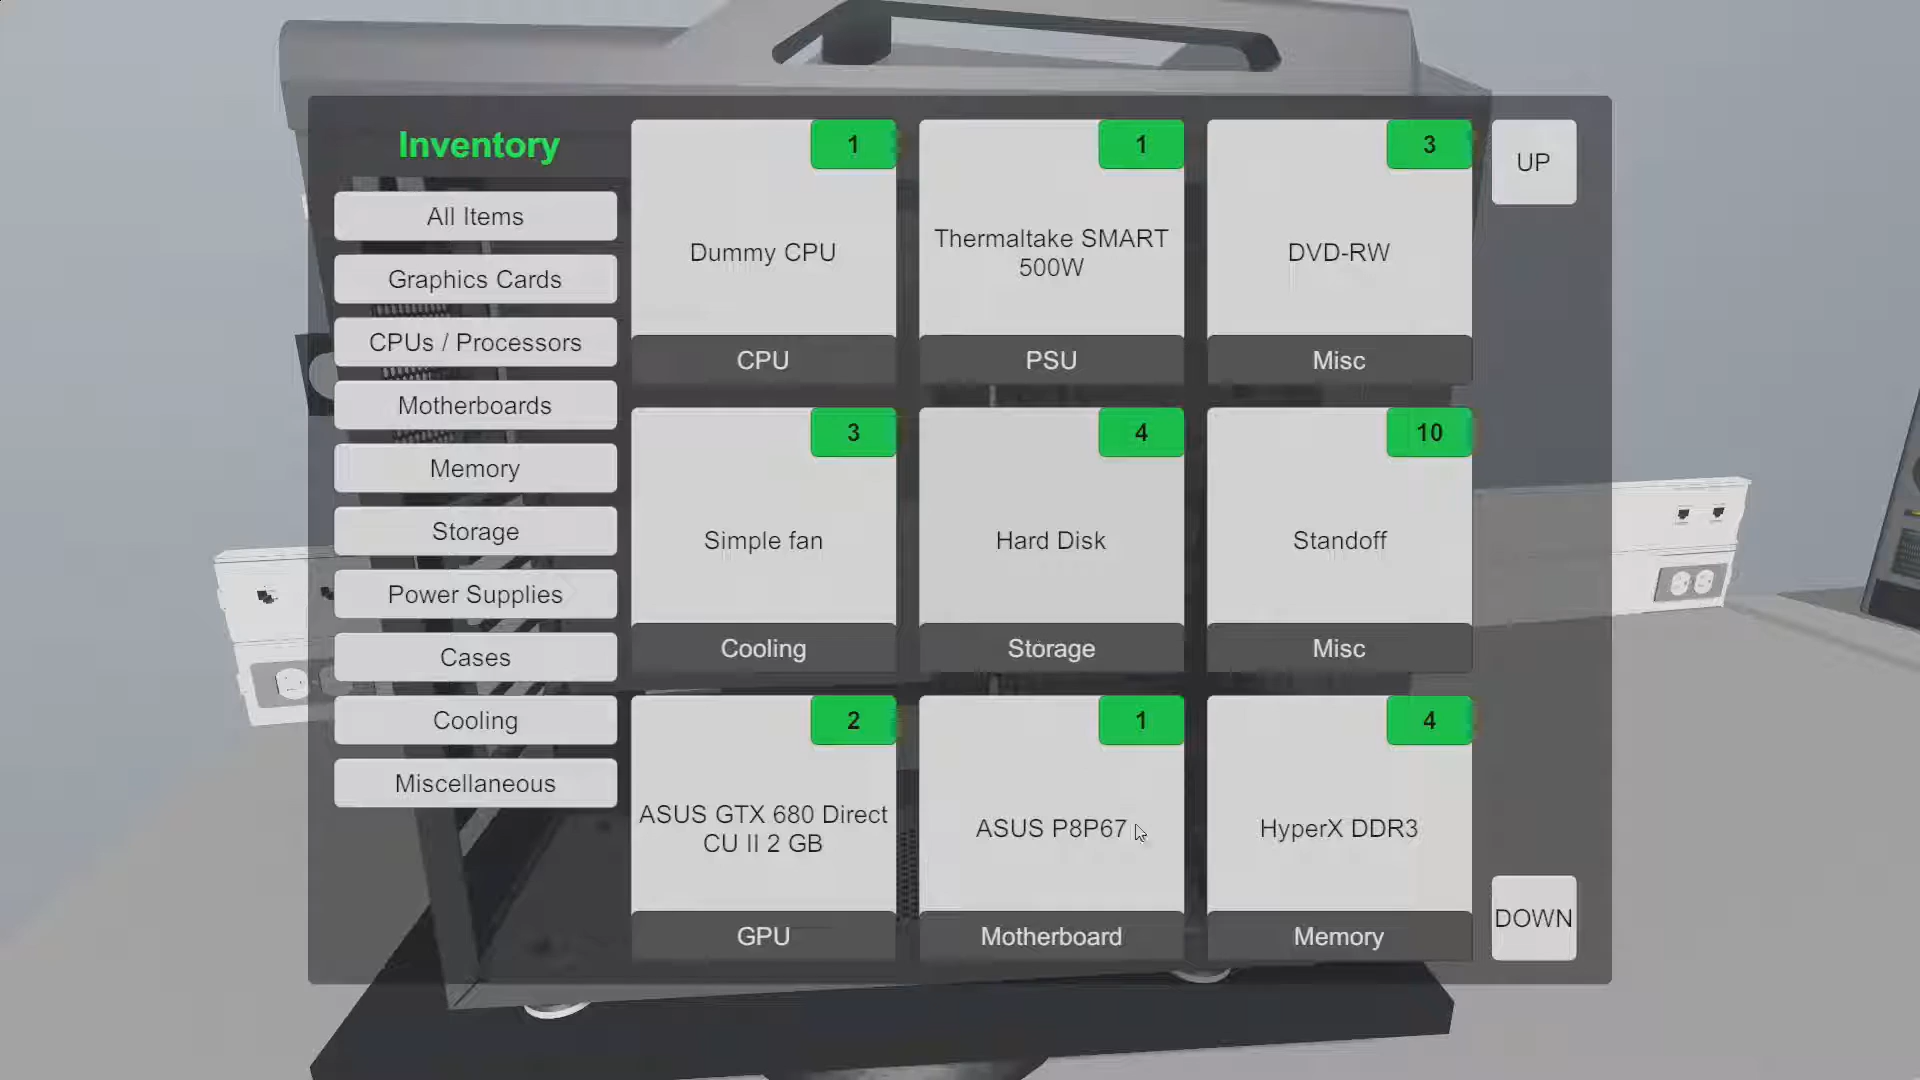 Inventory
All Items
Graphics Cards
CPUs / Processors
Motherboards
Memory
Storage
Power Supplies
Cases
Cooling
Miscellaneous
1
Dummy CPU
CPU
1
Thermaltake SMART
500W
PSU
3
DVD-RW
Misc
3
Simple fan
Cooling
4
Hard Disk
Storage
10
Standoff
Misc
2
ASUS GTX 680 Direct
CU II 2 GB
GPU
1
ASUS P8P67
Motherboard
4
HyperX DDR3
Memory
UP
DOWN